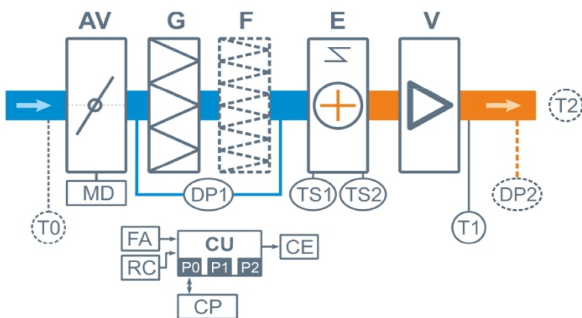 AV G F E V
T2
MD DP1 TS1 TS2 DP2
T0 T1
FA CU CE
RC P0 P1 P2
CP